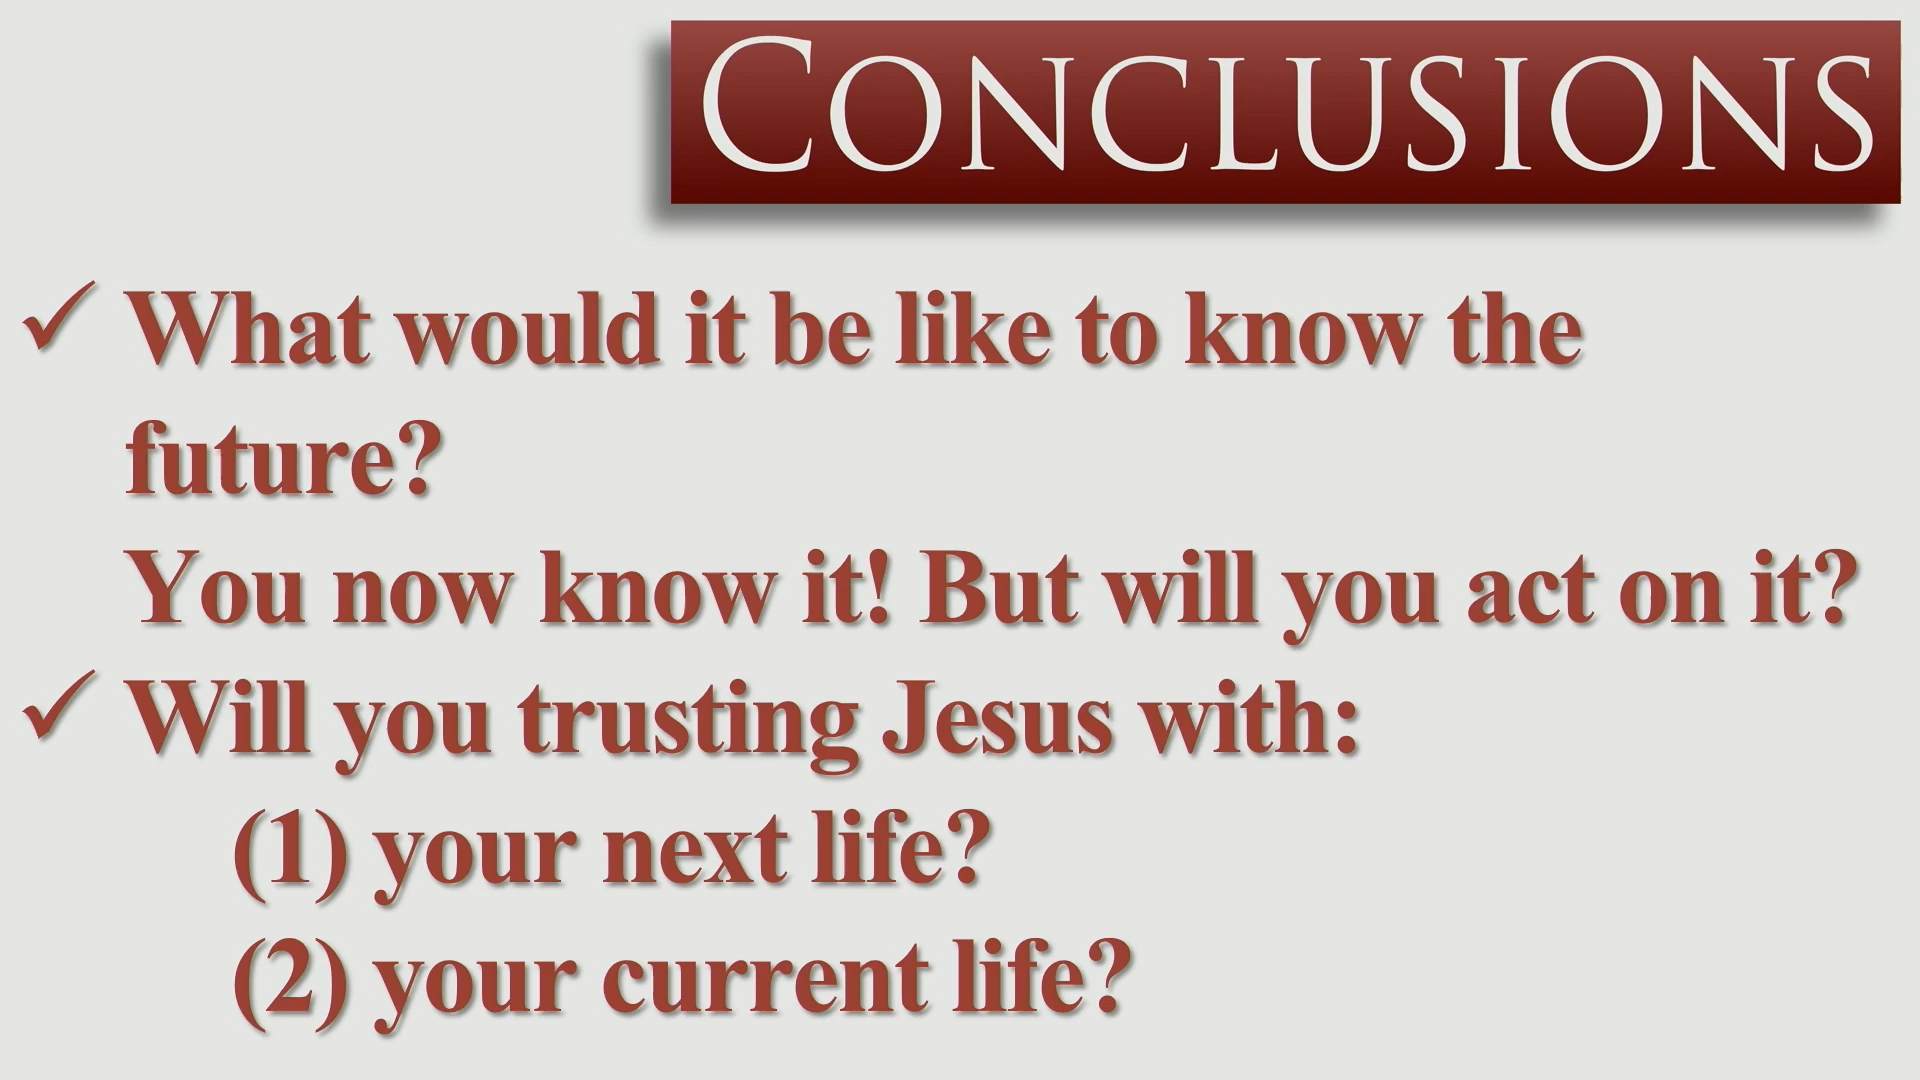 CONCLUSIONS
✓ What would it be like to know the
future?
You now know it! But will you act on it?
✓ Will you trusting Jesus with:
(1) your next life?
(2) your current life?